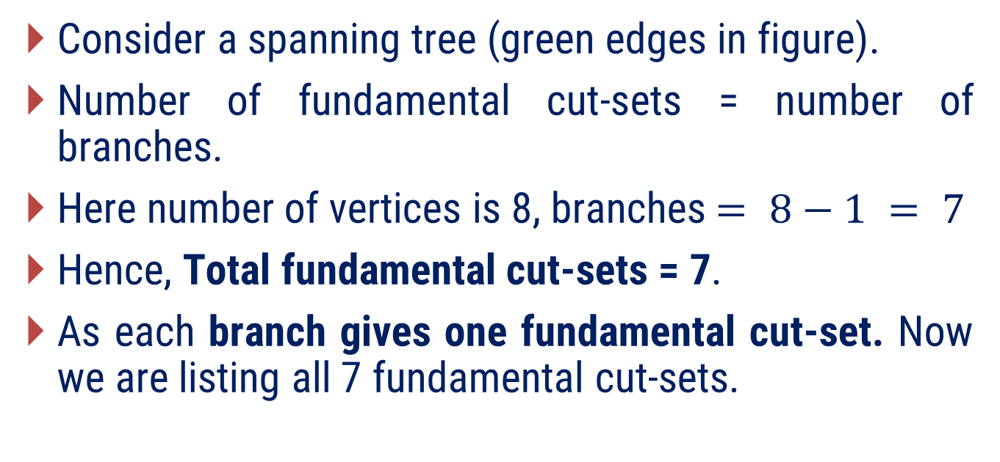 Consider a spanning tree (green edges in figure).
Number of fundamental cut-sets = number of
branches.
Here number of vertices is 8, branches = 8 − 1 = 7
Hence, Total fundamental cut-sets = 7.
As each branch gives one fundamental cut-set. Now
we are listing all 7 fundamental cut-sets.